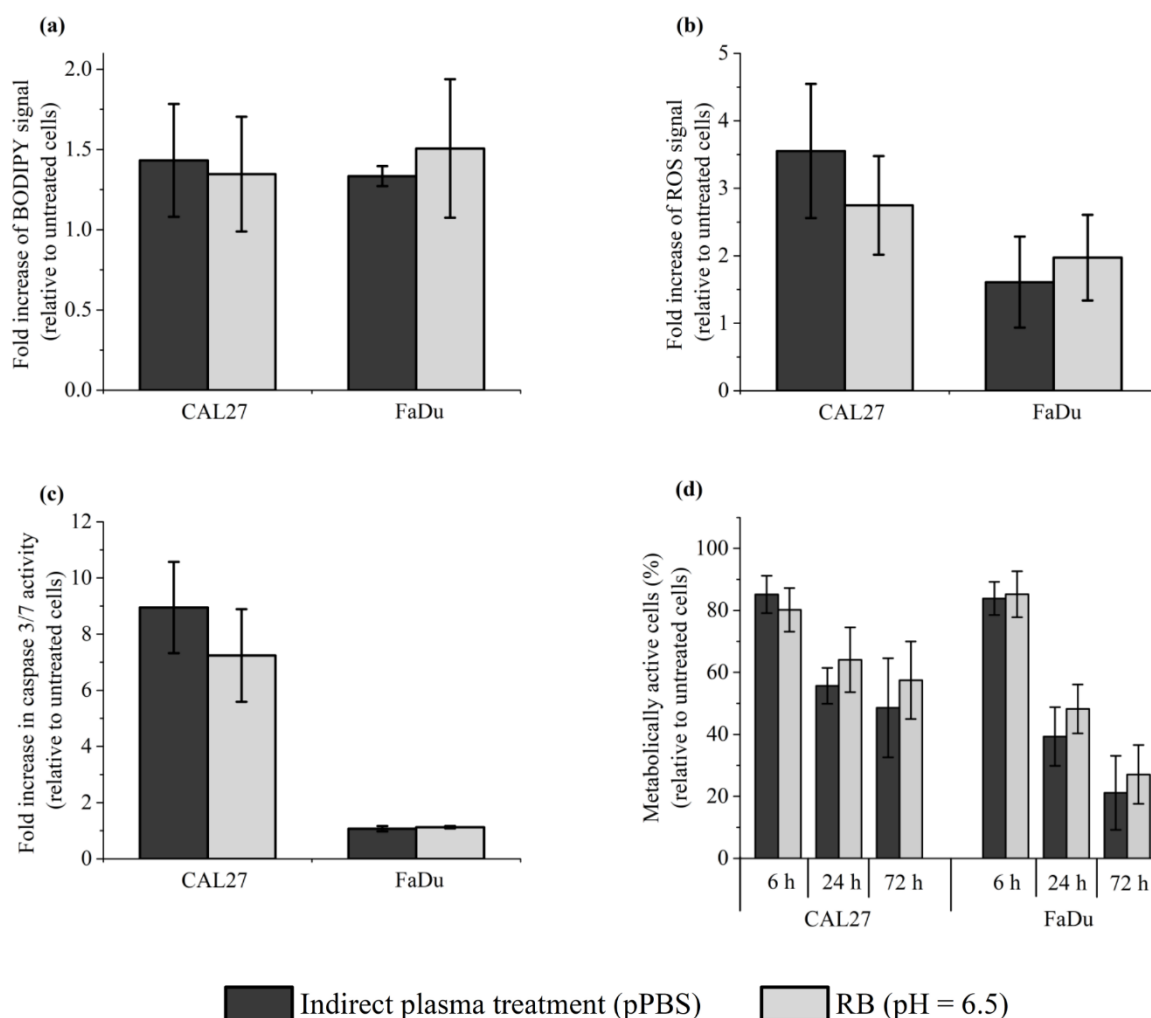 (a)
Fold increase of BODIPY signal
(relative to untreated cells)
2.0
1.5
1.0
0.5
0.0
CAL27
FaDu
(b)
Fold increase of ROS signal
(relative to untreated cells)
5
4
3
2
1
0
CAL27
FaDu
(c)
Fold increase in caspase 3/7 activity
(relative to untreated cells)
12
10
8
6
4
2
0
CAL27
FaDu
(d)
Metabolically active cells (%)
(relative to untreated cells)
100
80
60
40
20
0
6 h 24 h 72 h 6 h 24 h 72 h
CAL27 FaDu
Indirect plasma treatment (pPBS) RB (pH = 6.5)